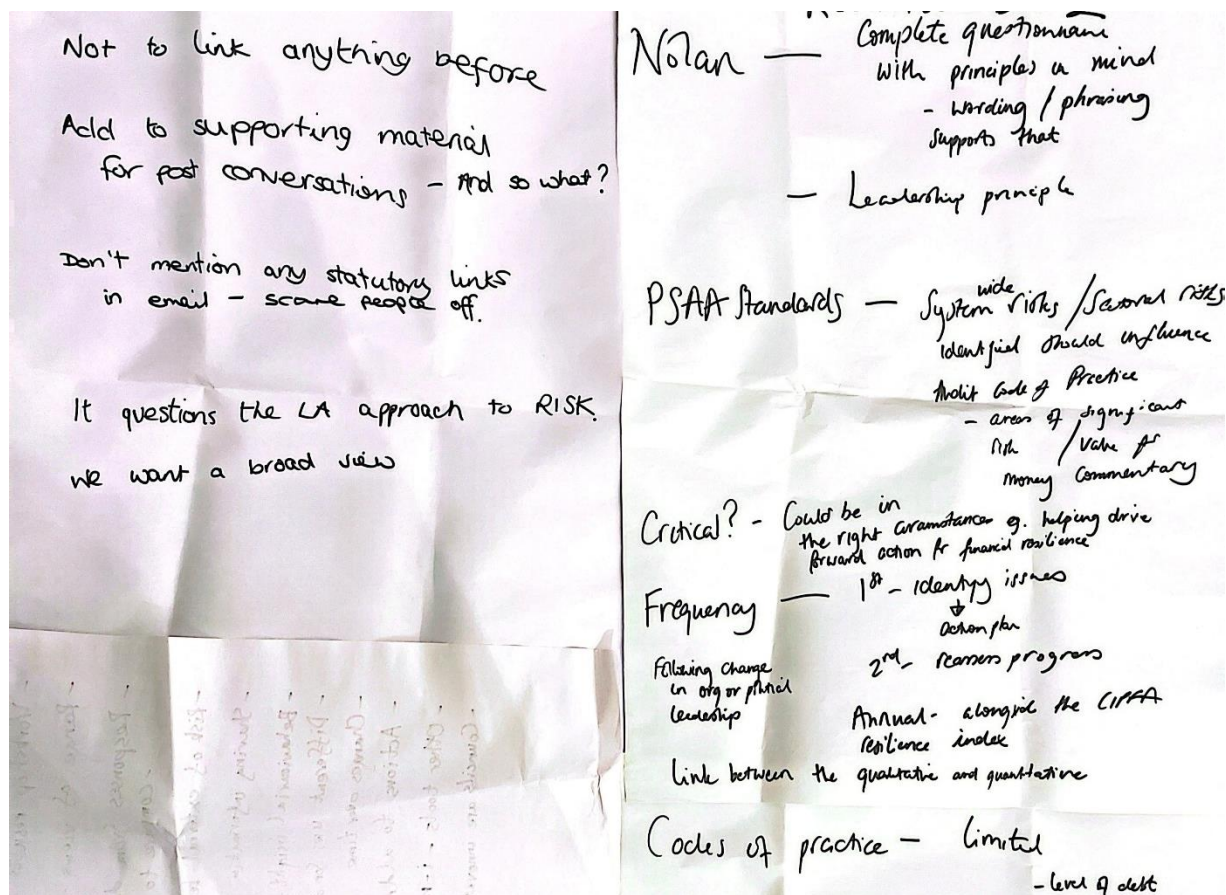 Not to link anything before
Add to supporting material
for post conversations - And so what?
Don't mention any statutory links
in email - scare people off.
It questions the LA approach to RISK.
We want a broad view
Nolan — Complete questionnaire
with principles in mind
- wording / phrasing
supports that
— Leadership principle
PSAA Standards — System wide risks / Sectoral risks
identified should influence
Audit Code of Practice
- areas of significant
risk / value for
money commentary
Critical? - Could be in
the right circumstances eg. helping drive
forward action for financial resilience
Frequency — 1st - identify issues
action plan
2nd - reassess progress
Following change
in org or political
leadership
Annual - alongside the CIPFA
resilience index
Link between the qualitative and quantitative
Codes of practice - limited
- level of debt